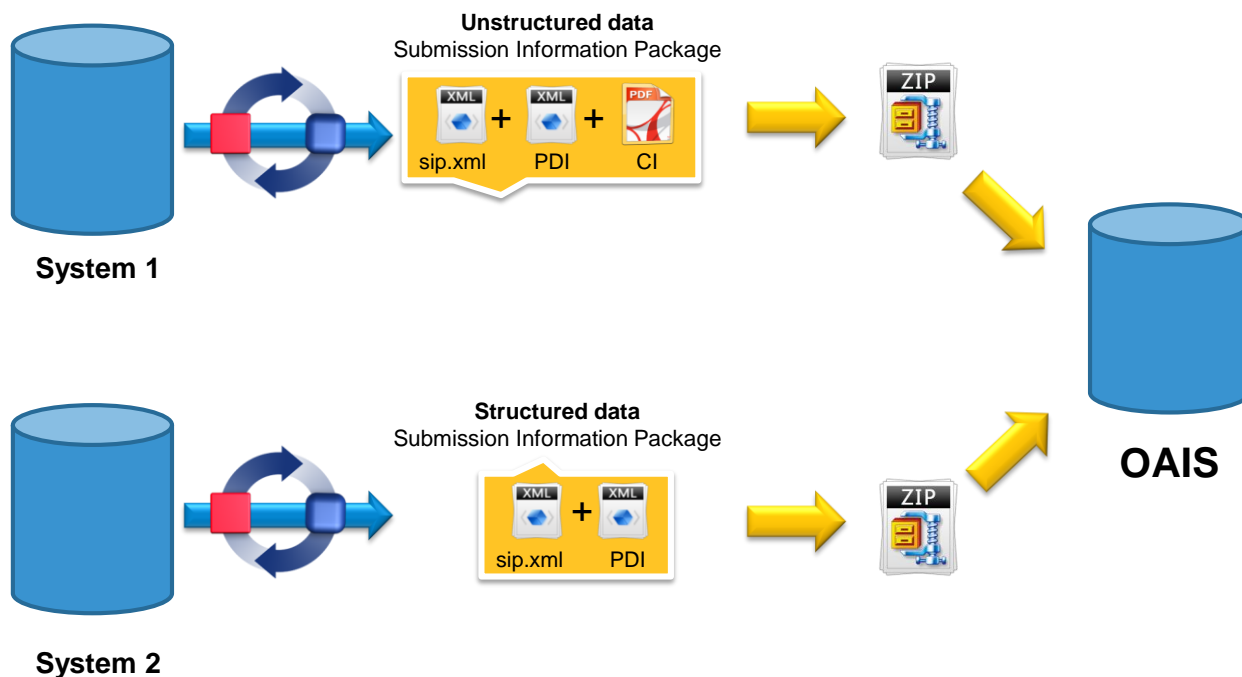 Unstructured data
Submission Information Package
XML
XML
PDF
+
+
sip.xml
PDI
CI
ZIP
System 1
OAIS
Structured data
Submission Information Package
XML
XML
+
sip.xml
PDI
ZIP
System 2